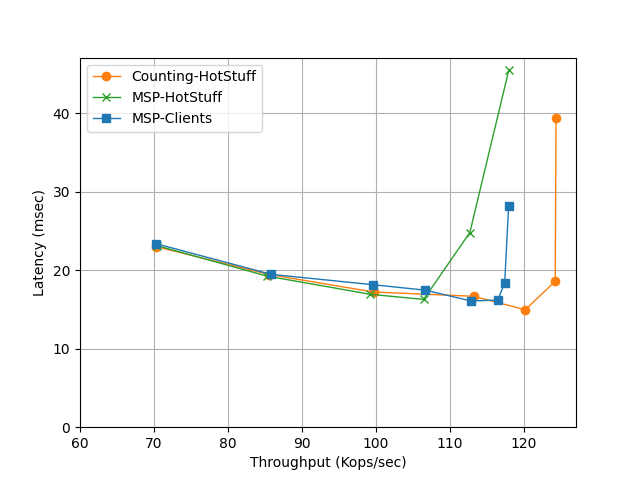 Counting-HotStuff
MSP-HotStuff
MSP-Clients
40
30
20
10
0
Latency (msec)
60 70 80 90 100 110 120
Throughput (Kops/sec)